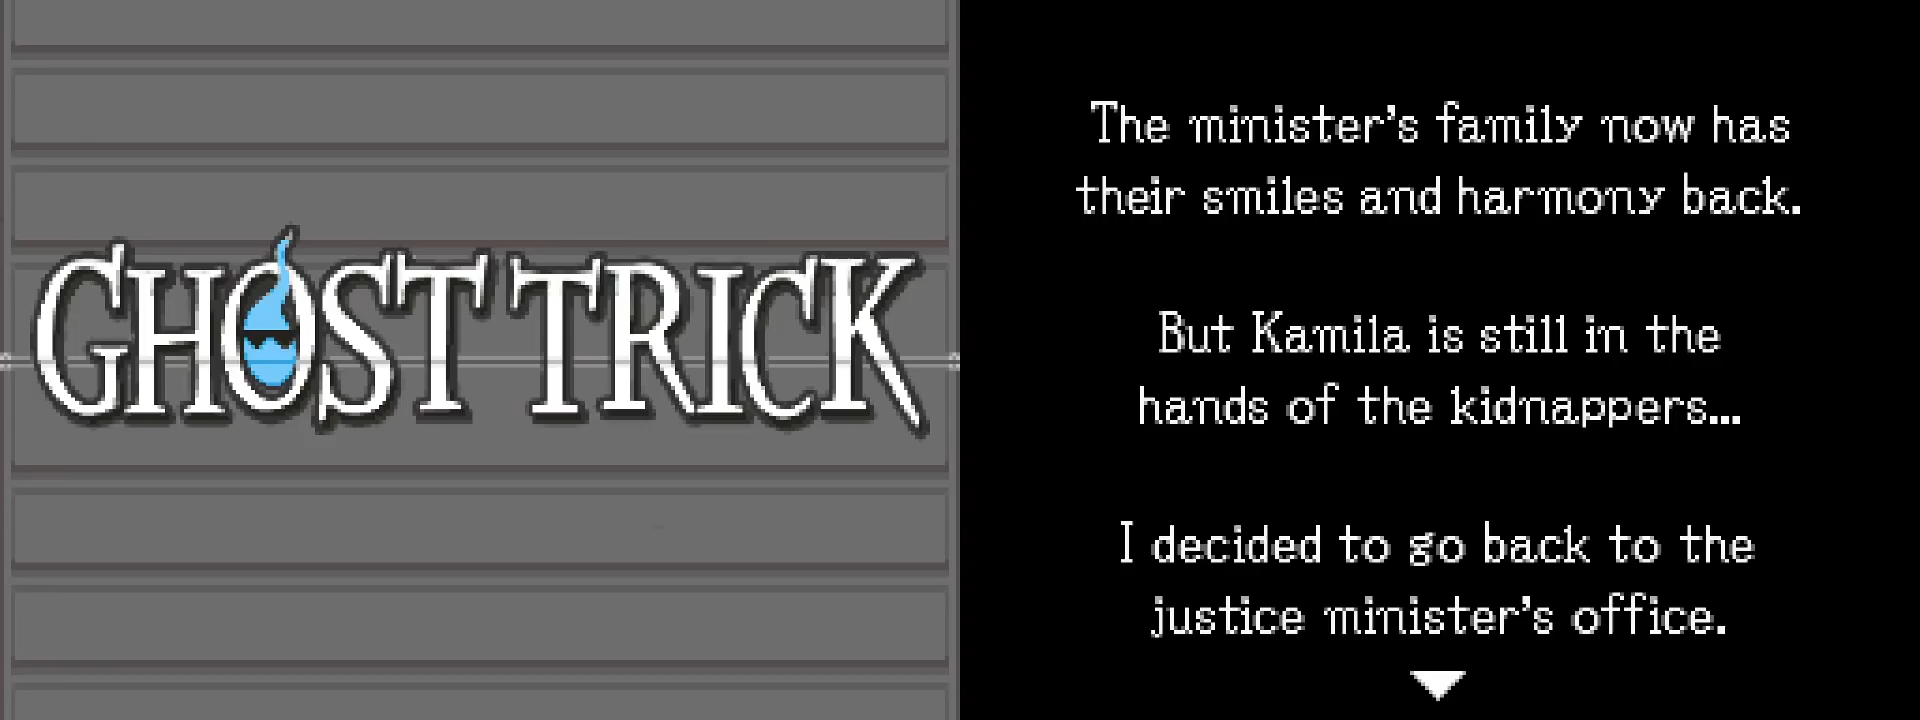 GHOST TRICK
The minister's family now has
their smiles and harmony back.
But Kamila is still in the
hands of the kidnappers...
I decided to go back to the
justice minister's office.